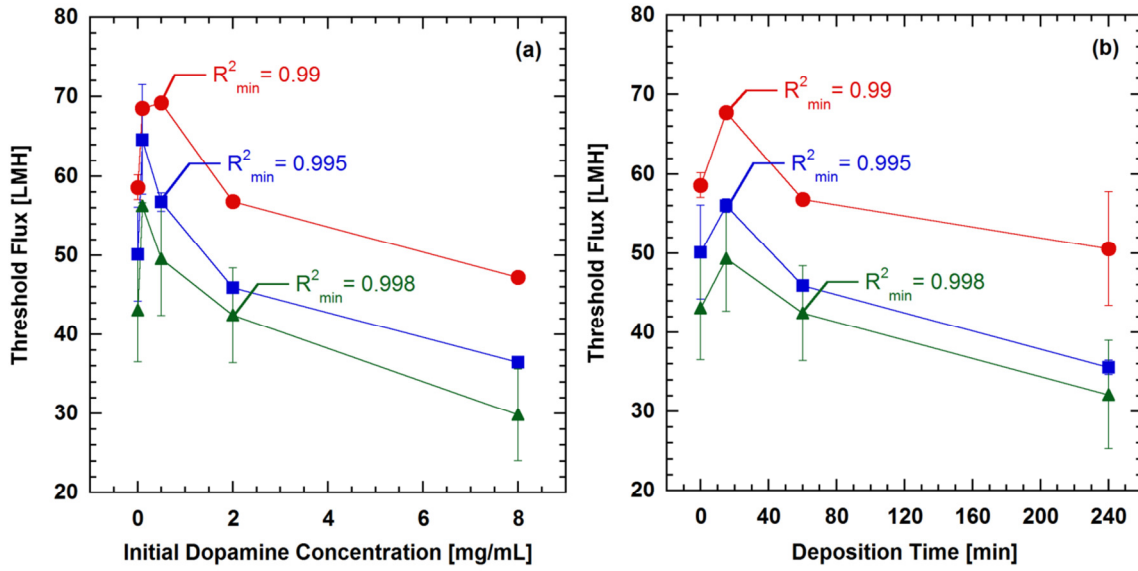 (a)
Threshold Flux [LMH]
80
70
60
50
40
30
20
R²min = 0.99
R²min = 0.995
R²min = 0.998
0 2 4 6 8
Initial Dopamine Concentration [mg/mL]
(b)
Threshold Flux [LMH]
80
70
60
50
40
30
20
R²min = 0.99
R²min = 0.995
R²min = 0.998
0 40 80 120 160 200 240
Deposition Time [min]